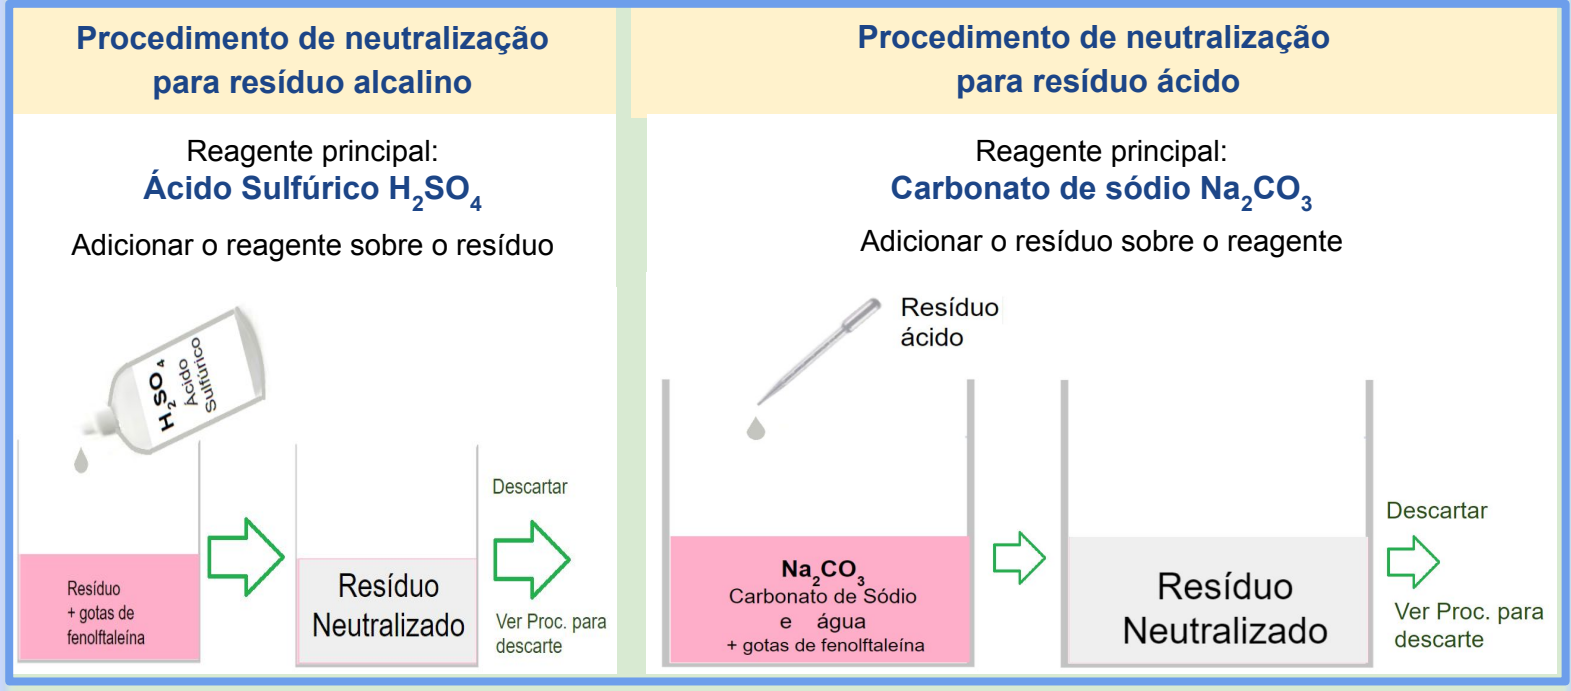 Procedimento de neutralização
para resíduo alcalino
Reagente principal:
Ácido Sulfúrico H₂SO₄
Adicionar o reagente sobre o resíduo
H₂SO₄
Ácido
Sulfúrico
Resíduo
+ gotas de
fenolftaleína
Resíduo
Neutralizado
Descartar
Ver Proc. para
descarte
Procedimento de neutralização
para resíduo ácido
Reagente principal:
Carbonato de sódio Na₂CO₃
Adicionar o resíduo sobre o reagente
Resíduo
ácido
Na₂CO₃
Carbonato de Sódio
e água
+ gotas de fenolftaleína
Resíduo
Neutralizado
Descartar
Ver Proc. para
descarte